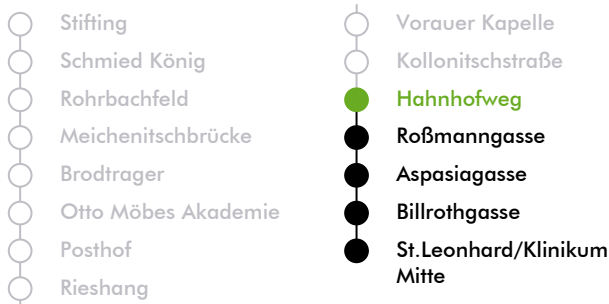 Stifting
Schmied König
Rohrbachfeld
Meichenitschbrücke
Brodtrager
Otto Möbes Akademie
Posthof
Rieshang
Vorauer Kapelle
Kollonitschstraße
Hahnhofweg
Roßmanngasse
Aspasiagasse
Billrothgasse
St.Leonhard/Klinikum
Mitte